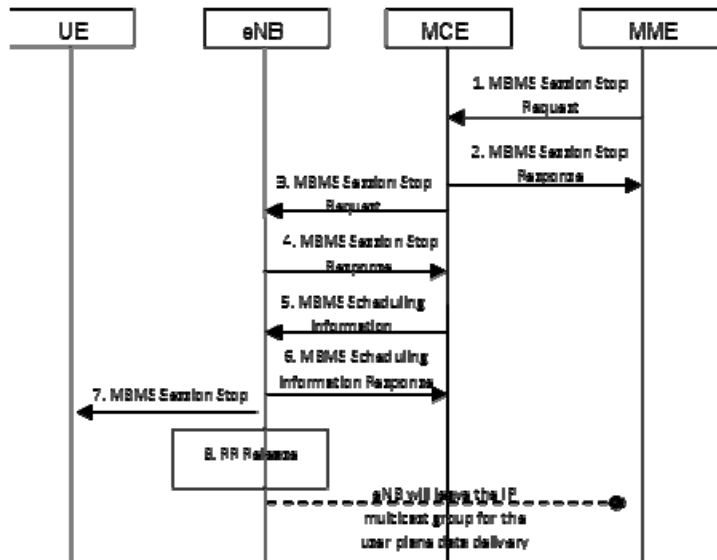 UE
eNB
MCE
MME
1. MBMS Session Stop
Request
2. MBMS Session Stop
Response
3. MBMS Session Stop
Request
4. MBMS Session Stop
Response
5. MBMS Scheduling
Information
6. MBMS Scheduling
Information Response
7. MBMS Session Stop
8. RR Release
eNB will leave the IP
multicast group for the
user plane data delivery